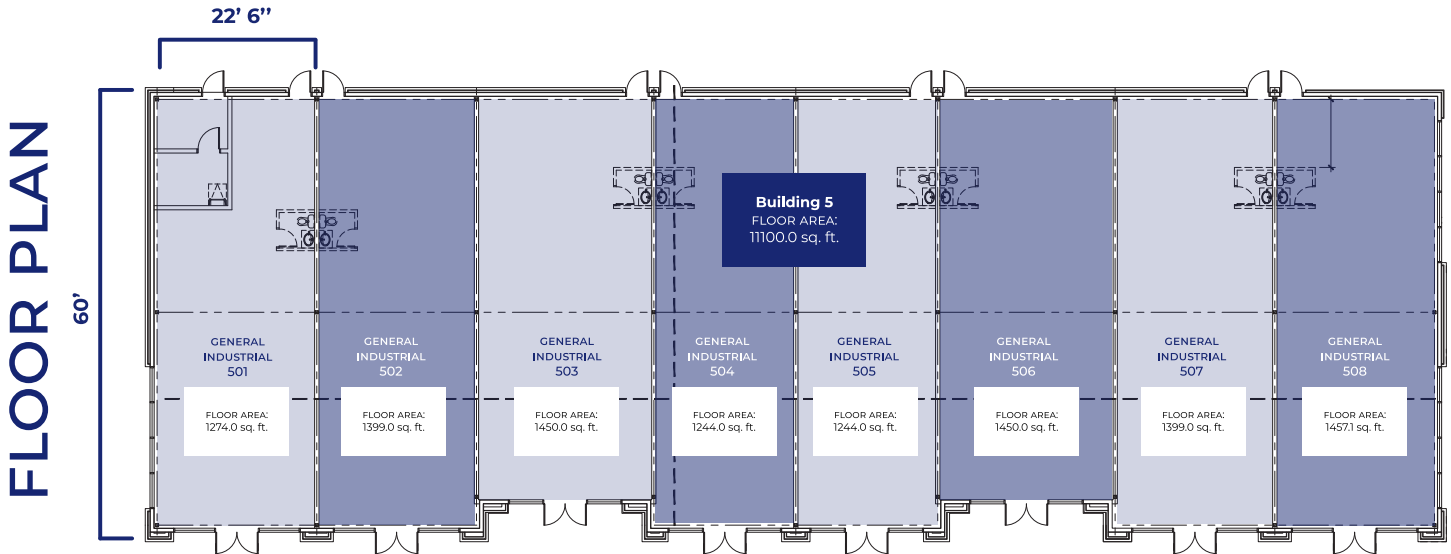 22’ 6’’
FLOOR PLAN
60’
Building 5
FLOOR AREA:
11100.0 sq. ft.
GENERAL
INDUSTRIAL
501
FLOOR AREA:
1274.0 sq. ft.
GENERAL
INDUSTRIAL
502
FLOOR AREA:
1399.0 sq. ft.
GENERAL
INDUSTRIAL
503
FLOOR AREA:
1450.0 sq. ft.
GENERAL
INDUSTRIAL
504
FLOOR AREA:
1244.0 sq. ft.
GENERAL
INDUSTRIAL
505
FLOOR AREA:
1244.0 sq. ft.
GENERAL
INDUSTRIAL
506
FLOOR AREA:
1450.0 sq. ft.
GENERAL
INDUSTRIAL
507
FLOOR AREA:
1399.0 sq. ft.
GENERAL
INDUSTRIAL
508
FLOOR AREA:
1457.1 sq. ft.